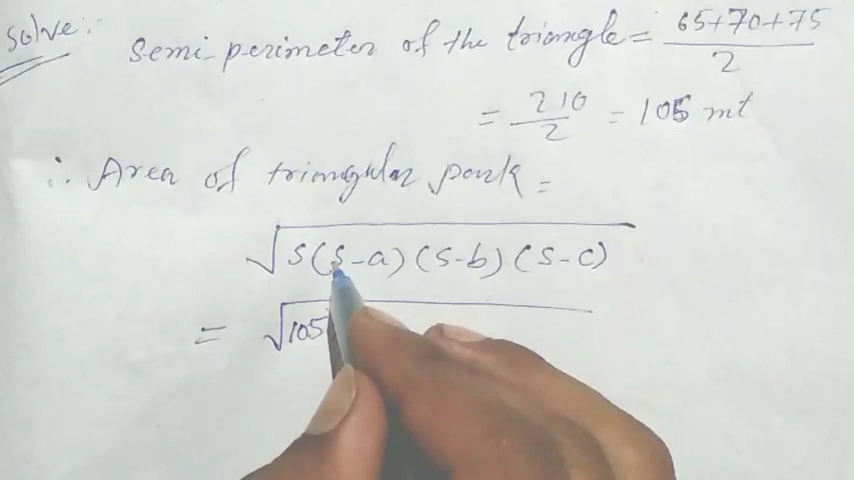 Solve:-
Semi-perimeter of the triangle = 65+70+75 / 2
= 210 / 2 = 105 mt
∴ Area of triangular park =
√S(S-a)(S-b)(S-c)
= √105